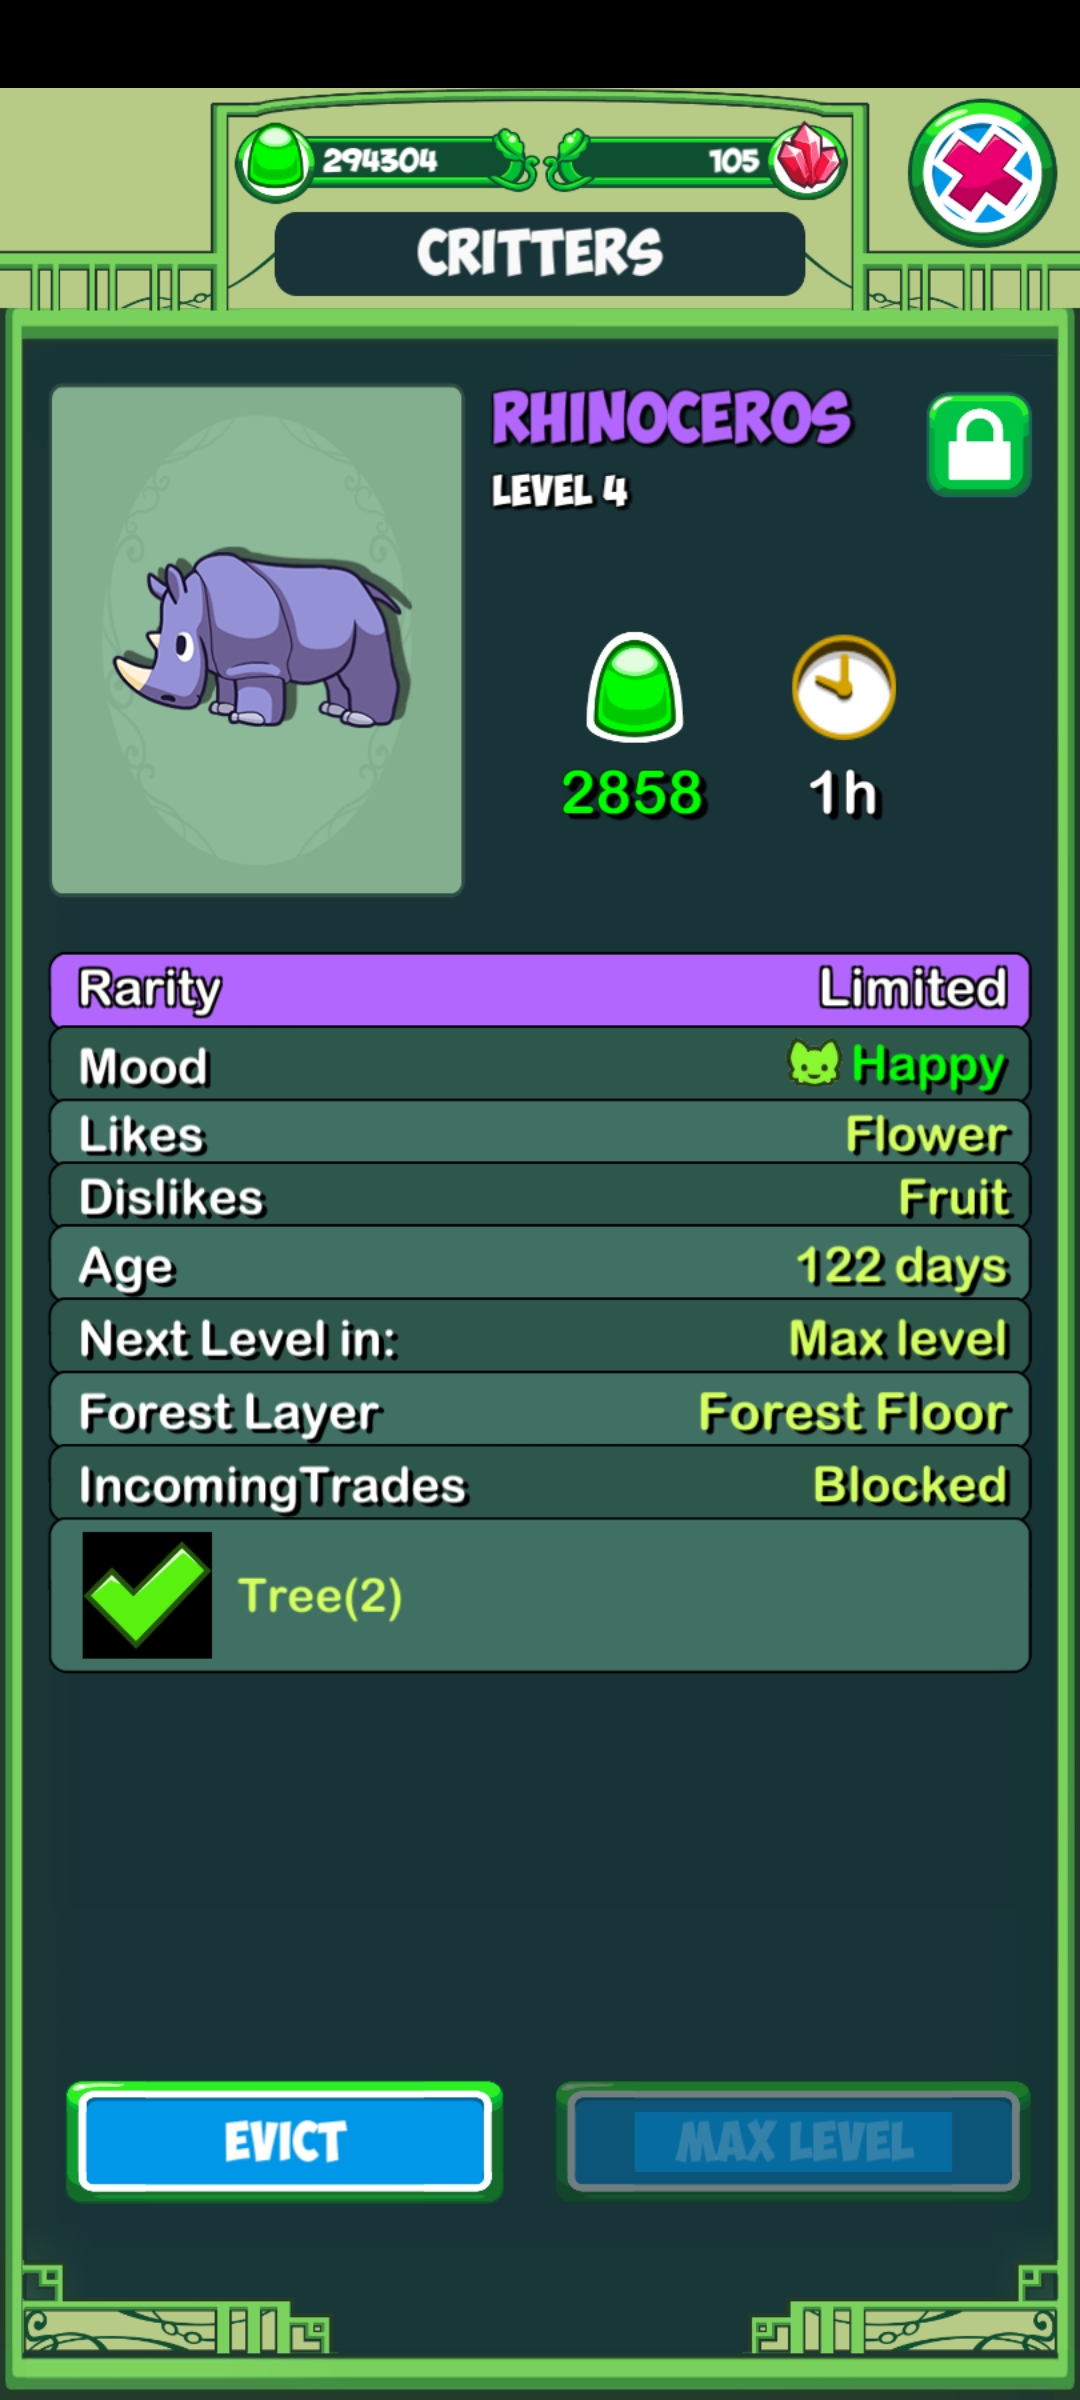 294304
105
CRITTERS
RHINOCEROS
LEVEL 4
2858
1h
Rarity Limited
Mood Happy
Likes Flower
Dislikes Fruit
Age 122 days
Next Level in: Max level
Forest Layer Forest Floor
IncomingTrades Blocked
Tree(2)
EVICT
MAX LEVEL